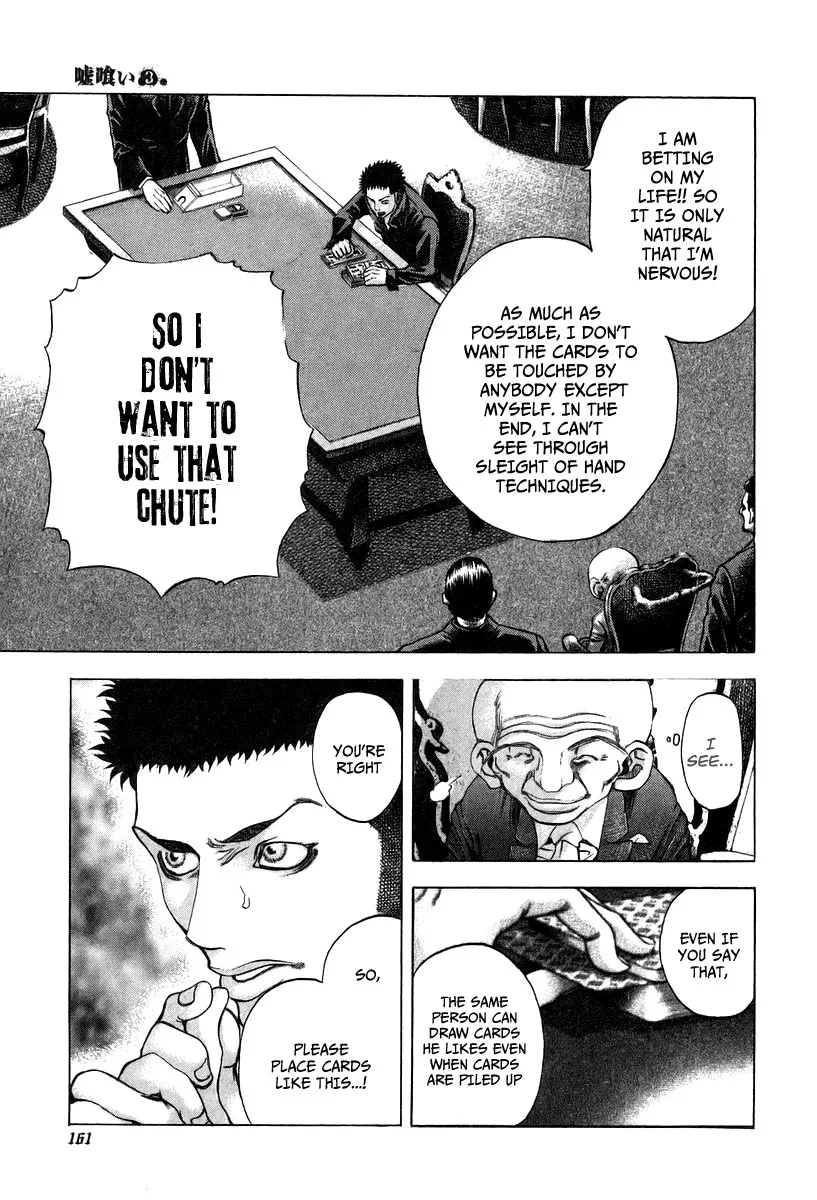 嘘喰い
I AM
BETTING
ON MY
LIFE!! SO
IT IS ONLY
NATURAL
THAT I'M
NERVOUS!
AS MUCH AS
POSSIBLE, I DON'T
WANT THE CARDS TO
BE TOUCHED BY
ANYBODY EXCEPT
MYSELF. IN THE
END, I CAN'T
SEE THROUGH
SLEIGHT OF HAND
TECHNIQUES.
SO I
DON'T
WANT TO
USE THAT
CHUTE!
I
SEE...
EVEN IF
YOU SAY
THAT,
THE SAME
PERSON CAN
DRAW CARDS
HE LIKES EVEN
WHEN CARDS
ARE PILED UP
YOU'RE
RIGHT
SO,
PLEASE
PLACE CARDS
LIKE THIS...!
161